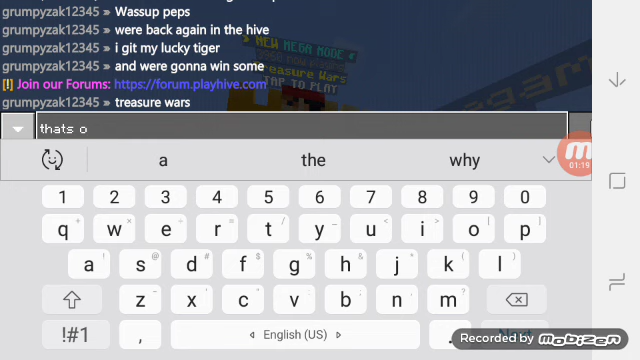 grumpyzak12345 » Wassup peps
grumpyzak12345 » were back again in the hive
grumpyzak12345 » i git my lucky tiger
grumpyzak12345 » and were gonna win some
[!] Join our Forums: https://forum.playhive.com
grumpyzak12345 » treasure wars
NEW MEGA MODE
Treasure Wars
TAP TO PLAY
thats o
a the why
01:19
1 2 3 4 5 6 7 8 9 0
q w e r t y u i o p
a s d f g h j k l
z x c v b n m
!#1 , English (US) . Next
Recorded by MOBIZEN